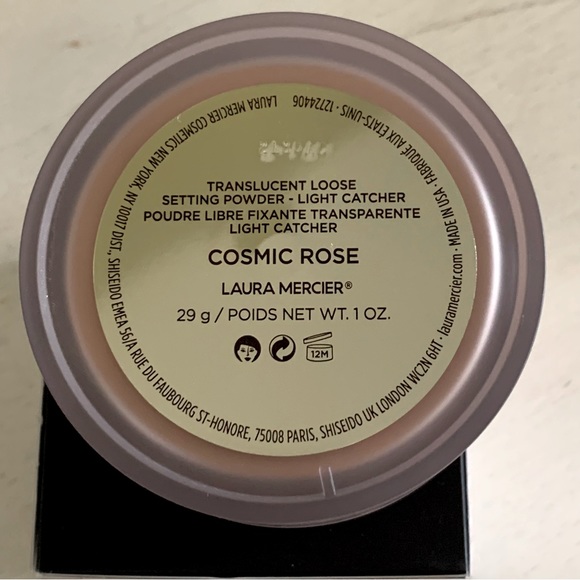 TRANSLUCENT LOOSE
SETTING POWDER - LIGHT CATCHER
POUDRE LIBRE FIXANTE TRANSPARENTE
LIGHT CATCHER
COSMIC ROSE
LAURA MERCIER®
29 g / POIDS NET WT. 1 OZ.
12M
LAURA MERCIER COSMETICS NEW YORK, NY 10017 DIST., SHISEIDO EMEA 56/A RUE DU FAUBOURG ST-HONORE, 75008 PARIS, SHISEIDO UK LONDON WC2N 6HT · lauramercier.com · MADE IN USA · FABRIQUÉ AUX ÉTATS-UNIS · 12724406